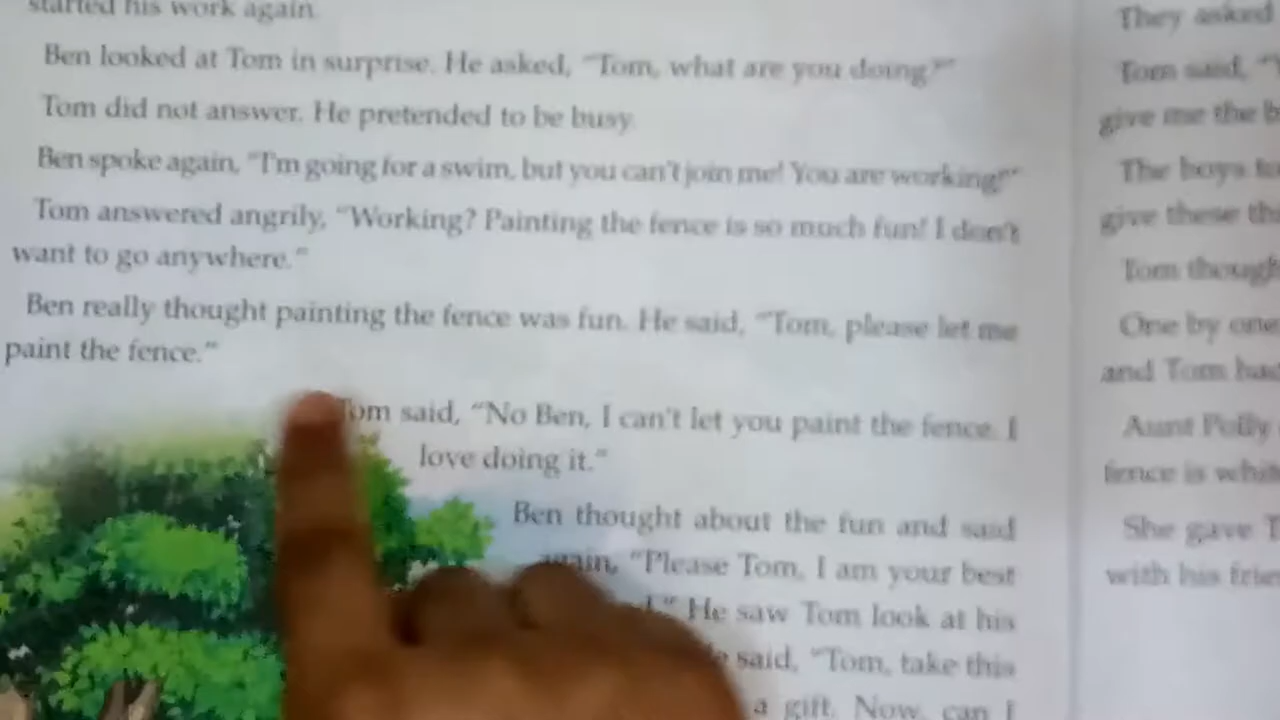 started his work again.
Ben looked at Tom in surprise. He asked, “Tom, what are you doing?”
Tom did not answer. He pretended to be busy.
Ben spoke again, “I'm going for a swim, but you can't join me! You are working!”
Tom answered angrily, “Working? Painting the fence is so much fun! I don't
want to go anywhere.”
Ben really thought painting the fence was fun. He said, “Tom, please let me
paint the fence.”
Tom said, “No Ben, I can't let you paint the fence. I
love doing it.”
Ben thought about the fun and said
again, “Please Tom, I am your best
” He saw Tom look at his
said, “Tom, take this
a gift. Now, can I
They asked
Tom said,
give me the
The boys
give these
Tom
One by one
and Tom had
Aunt Polly
fence is
She gave
with his